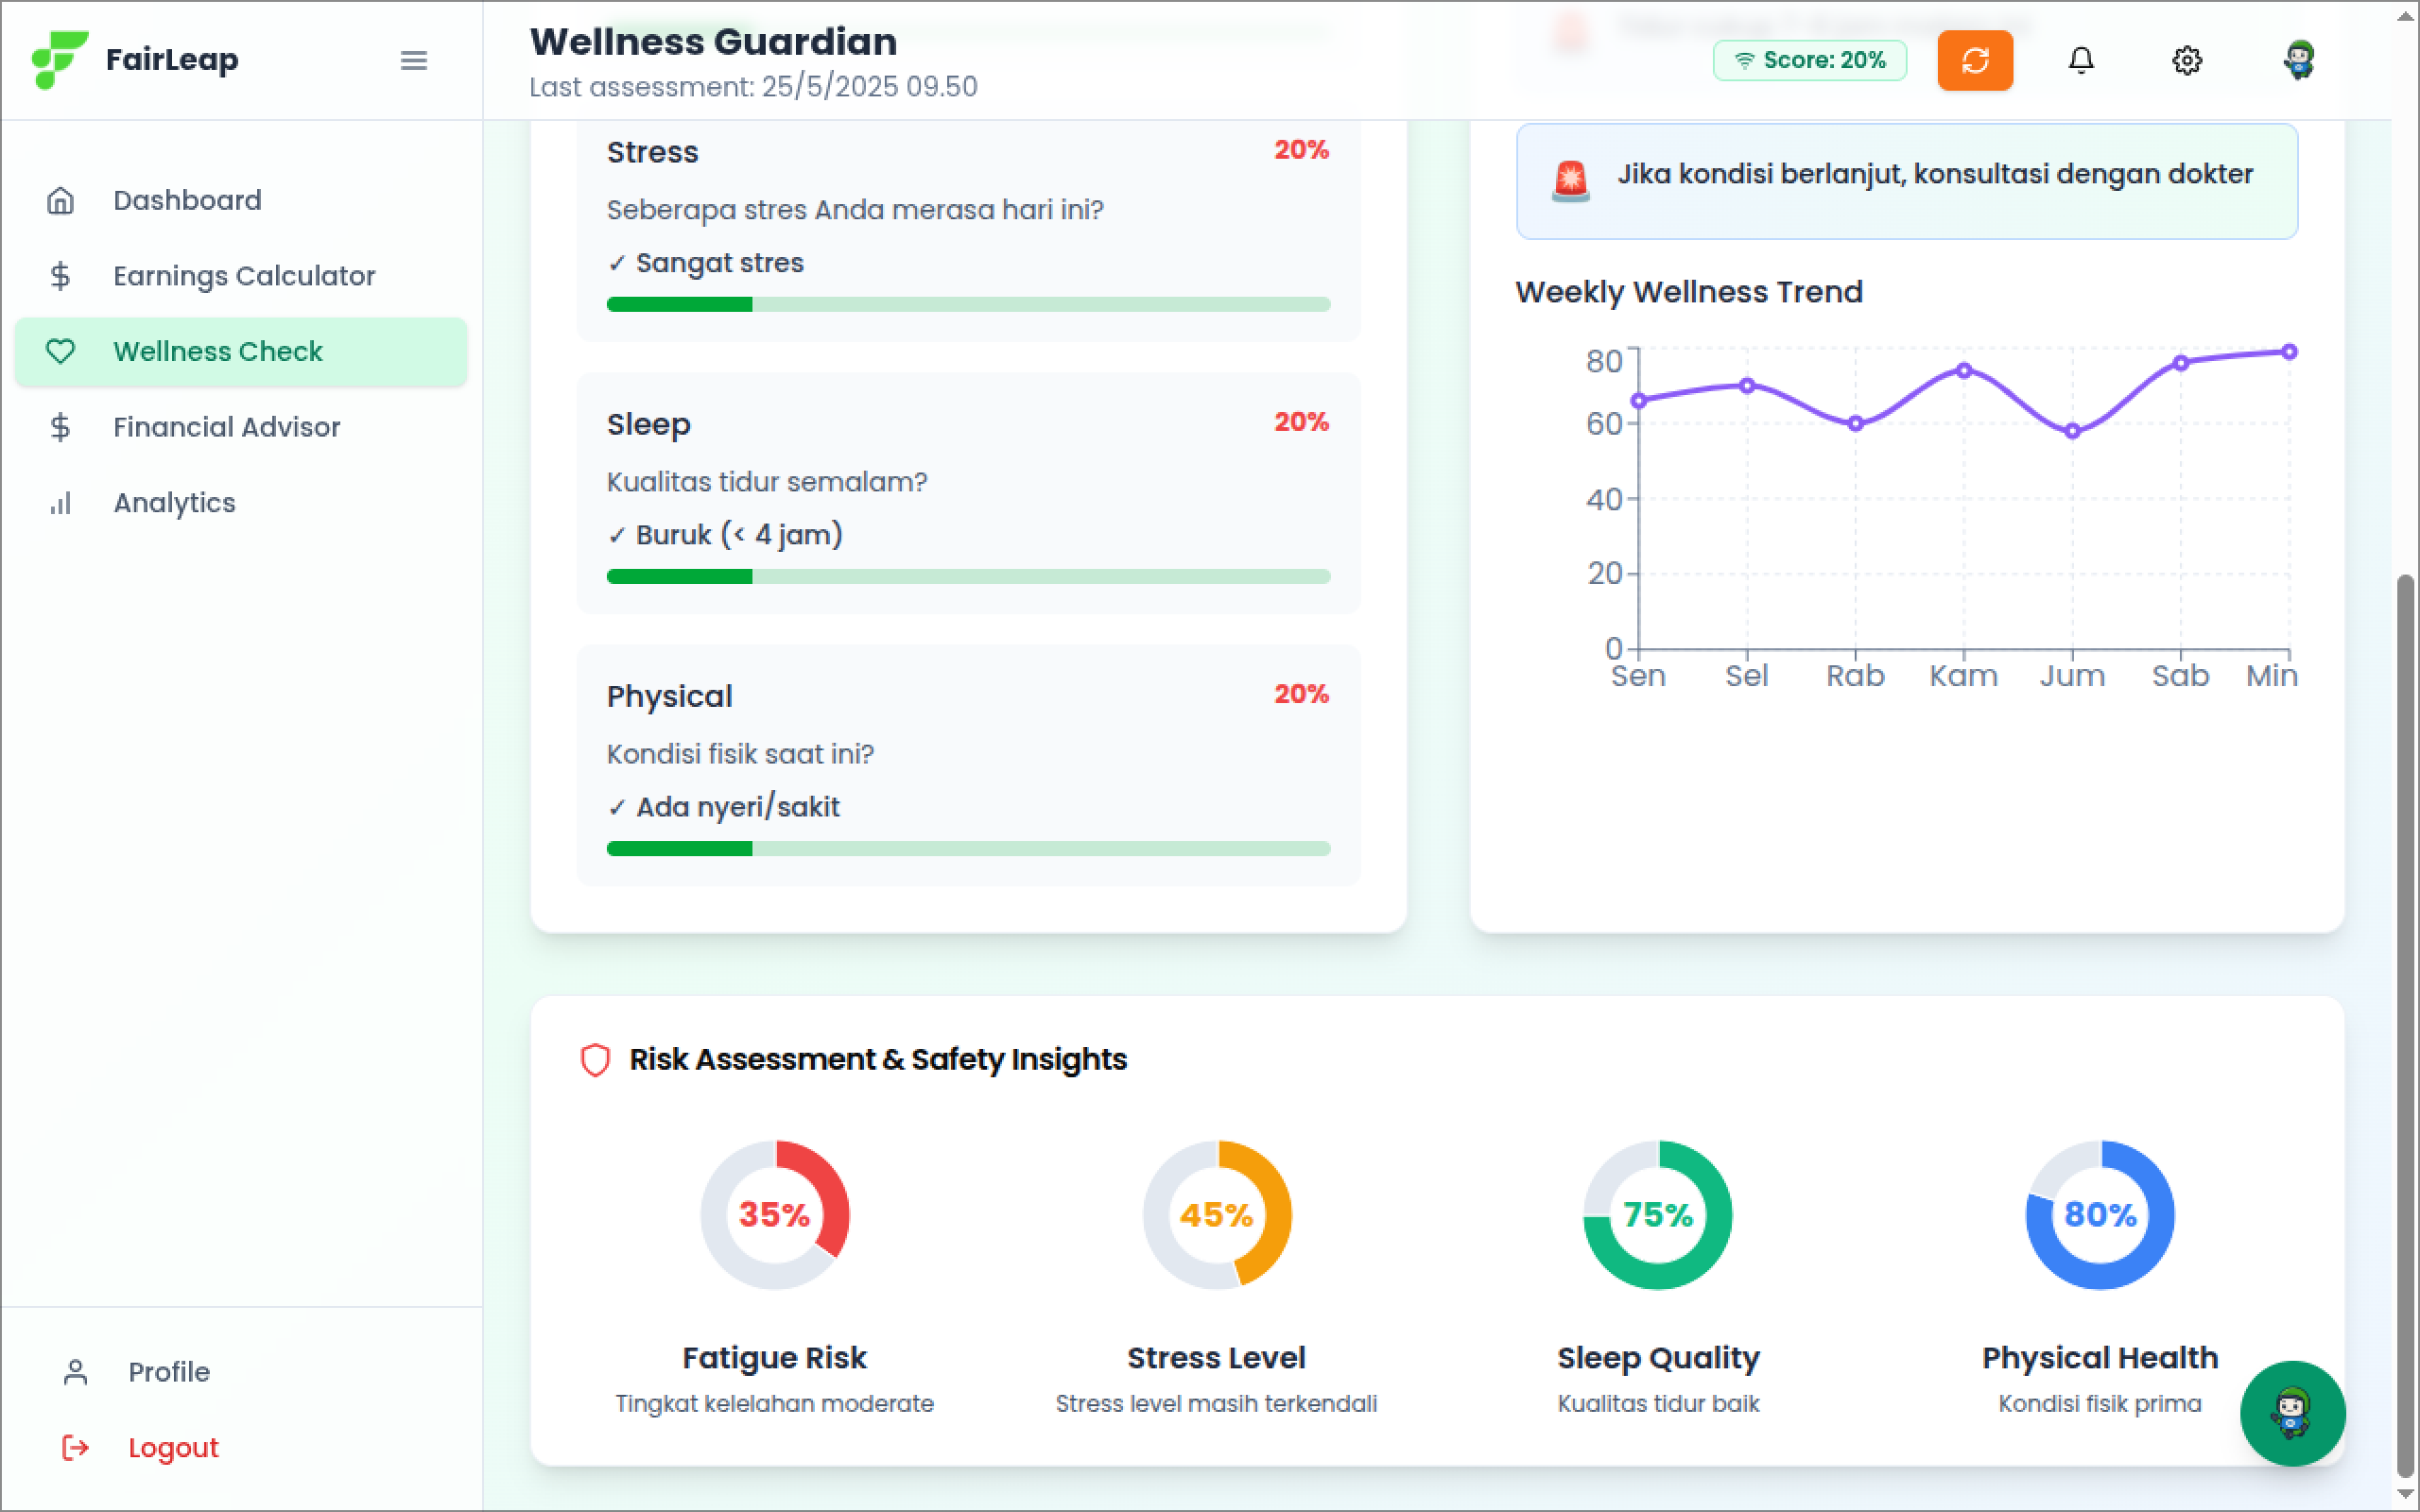 FairLeap
Dashboard
Earnings Calculator
Wellness Check
Financial Advisor
Analytics
Profile
Logout
Wellness Guardian
Last assessment: 25/5/2025 09.50
Score: 20%
Stress
20%
Seberapa stres Anda merasa hari ini?
✓ Sangat stres
Sleep
20%
Kualitas tidur semalam?
✓ Buruk (< 4 jam)
Physical
20%
Kondisi fisik saat ini?
✓ Ada nyeri/sakit
Jika kondisi berlanjut, konsultasi dengan dokter
Weekly Wellness Trend
80
60
40
20
0
Sen Sel Rab Kam Jum Sab Min
Risk Assessment & Safety Insights
35%
Fatigue Risk
Tingkat kelelahan moderate
45%
Stress Level
Stress level masih terkendali
75%
Sleep Quality
Kualitas tidur baik
80%
Physical Health
Kondisi fisik prima